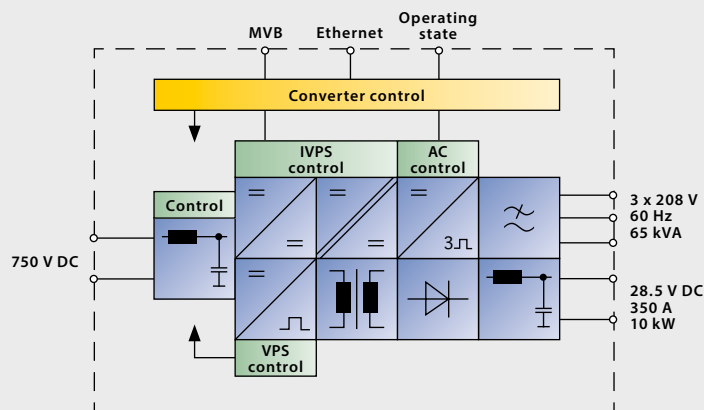 MVB
Ethernet
Operating
state
Converter control
IVPS
control
AC
control
Control
3
750 V DC
3 x 208 V
60 Hz
65 kVA
28.5 V DC
350 A
10 kW
VPS
control